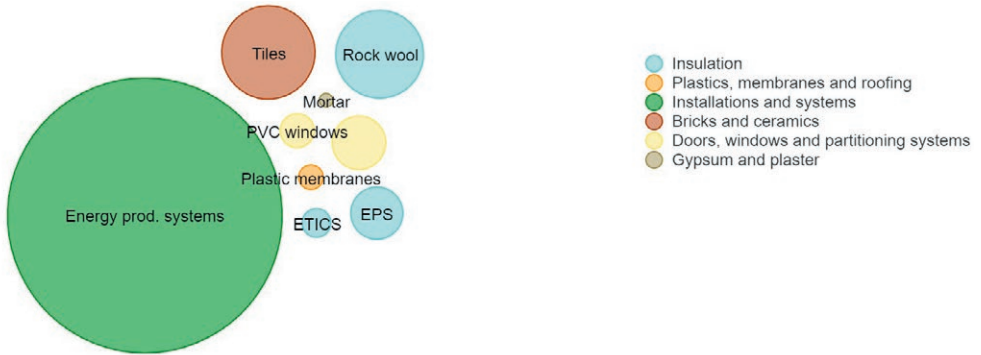 Tiles
Rock wool
Mortar
PVC windows
Plastic membranes
Energy prod. systems
ETICS
EPS
Insulation
Plastics, membranes and roofing
Installations and systems
Bricks and ceramics
Doors, windows and partitioning systems
Gypsum and plaster